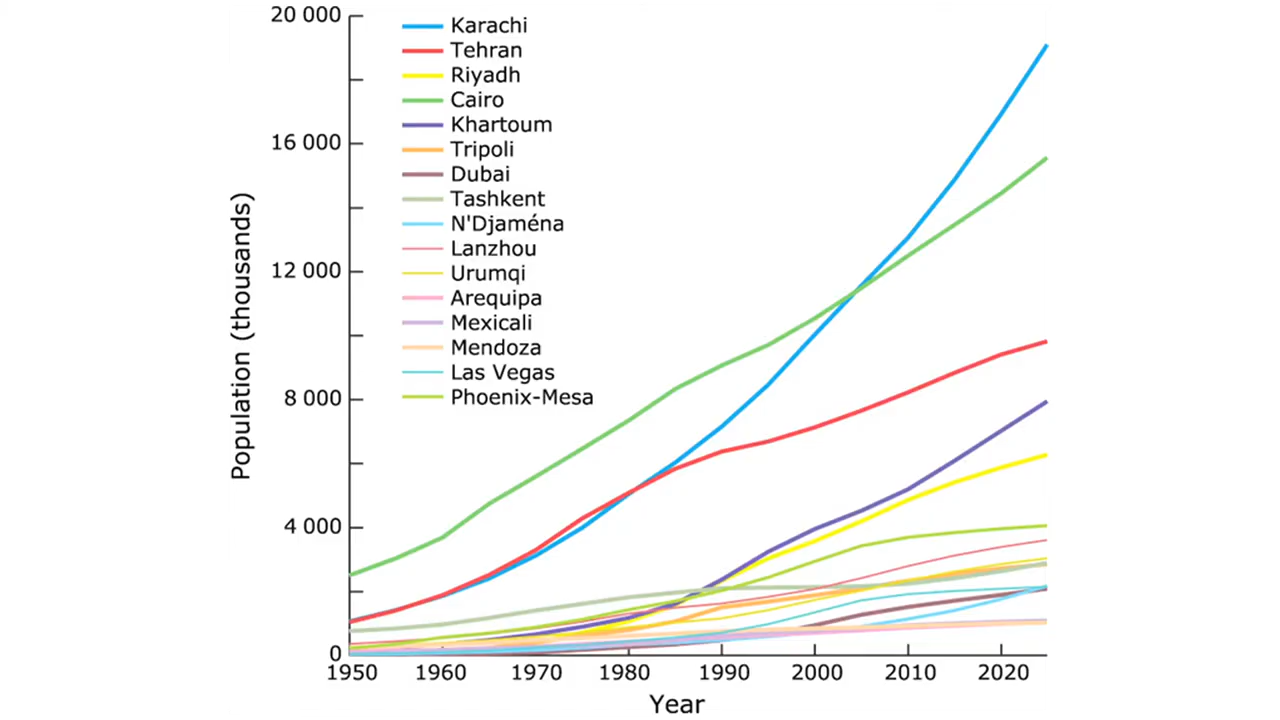 20 000
16 000
12 000
8 000
4 000
0
Population (thousands)
Karachi
Tehran
Riyadh
Cairo
Khartoum
Tripoli
Dubai
Tashkent
N'Djaména
Lanzhou
Urumqi
Arequipa
Mexicali
Mendoza
Las Vegas
Phoenix-Mesa
1950 1960 1970 1980 1990 2000 2010 2020
Year